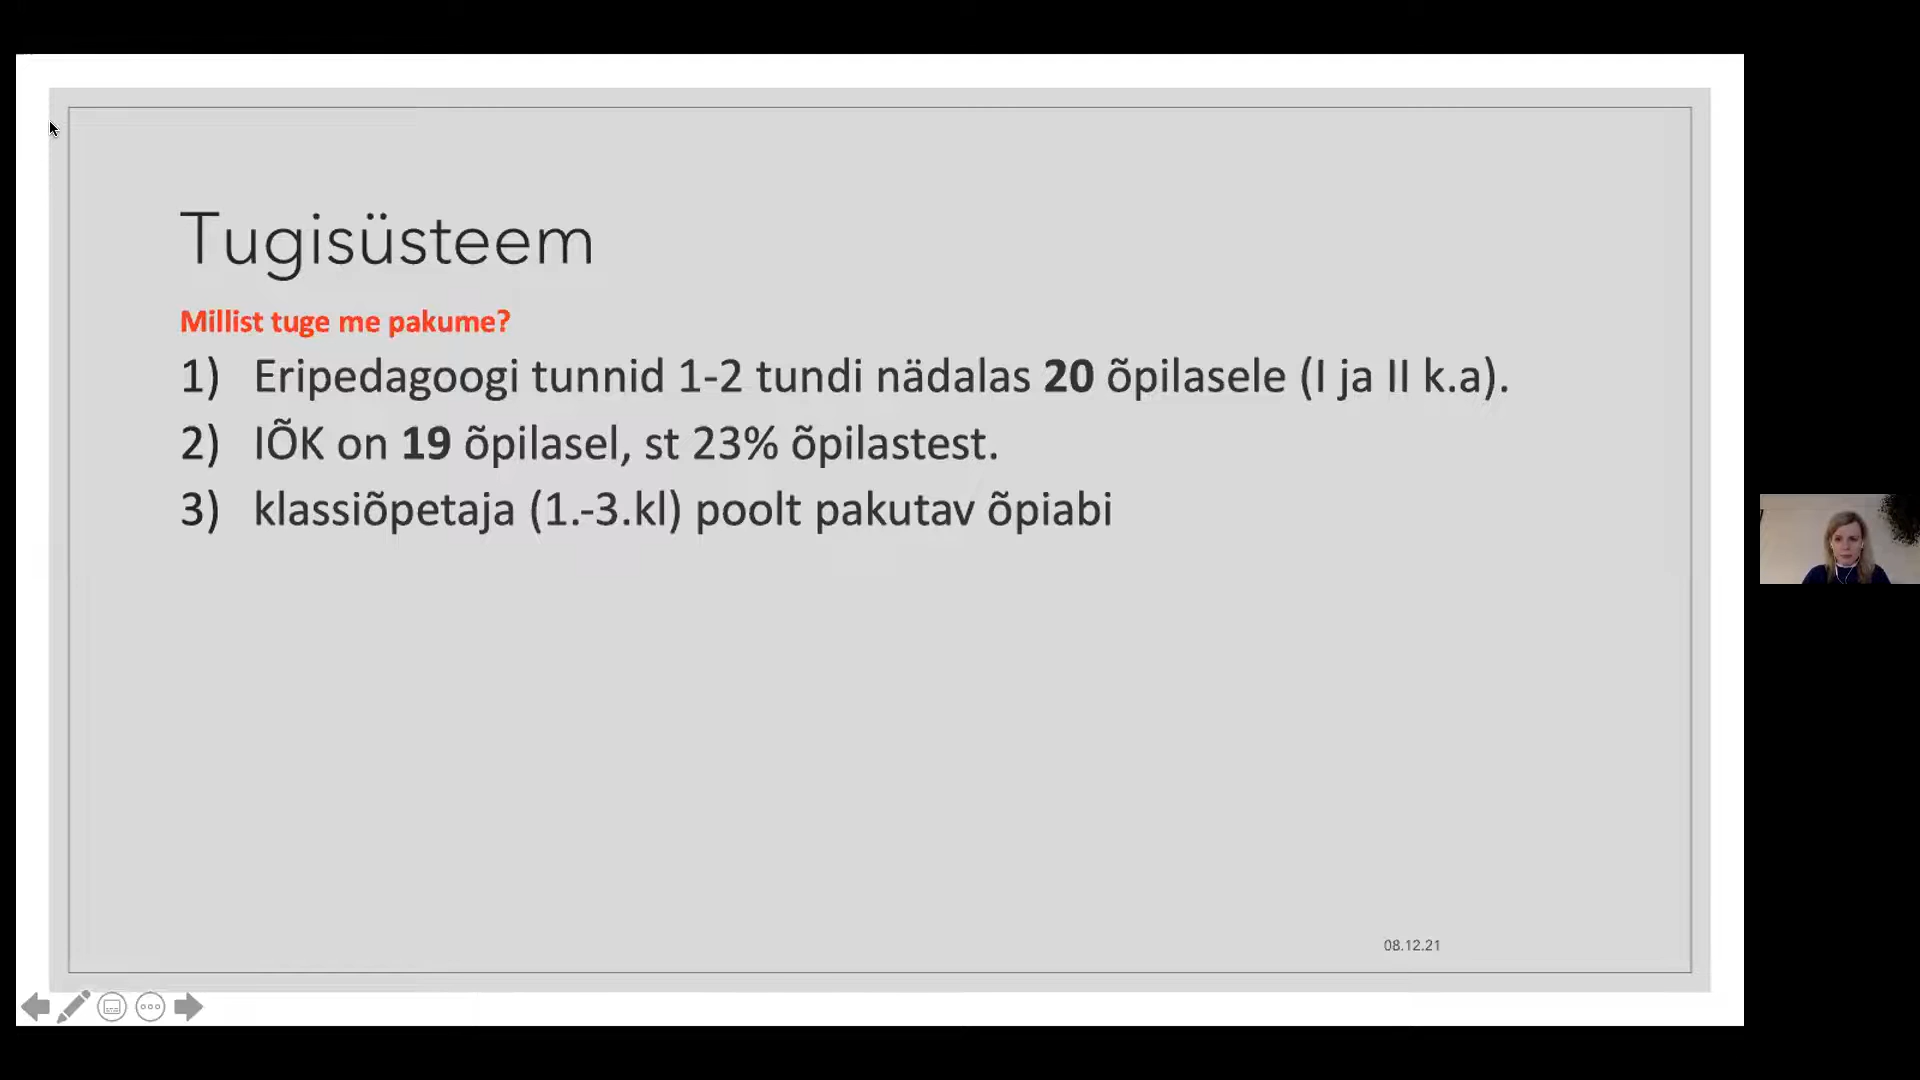 Tugisüsteem
Millist tuge me pakume?
1) Eripedagoogi tunnid 1-2 tundi nädalas 20 õpilasele (I ja II k.a).
2) IÕK on 19 õpilasel, st 23% õpilastest.
3) klassiõpetaja (1.-3.kl) poolt pakutav õpiabi
08.12.21